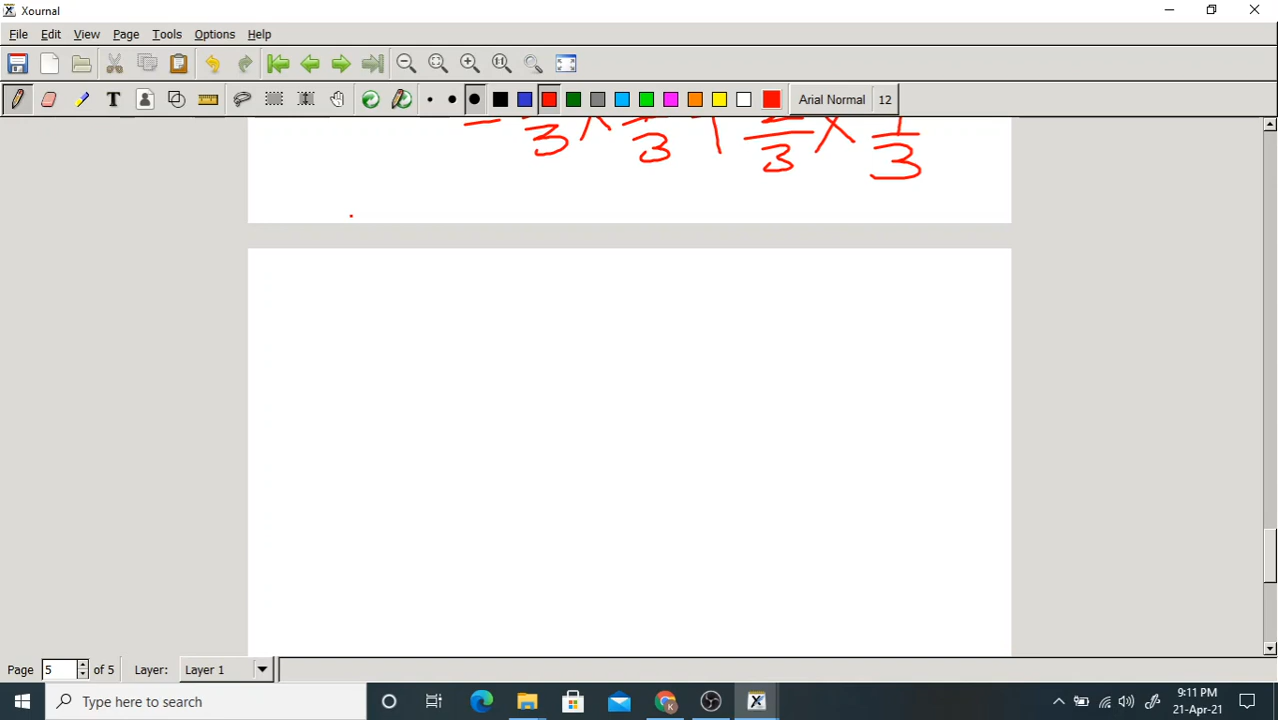 Xournal
File Edit View Page Tools Options Help
Arial Normal 12
= 3 × 3 + 3 × 1/3
Page 5 of 5 Layer: Layer 1
Type here to search
9:11 PM
21-Apr-21